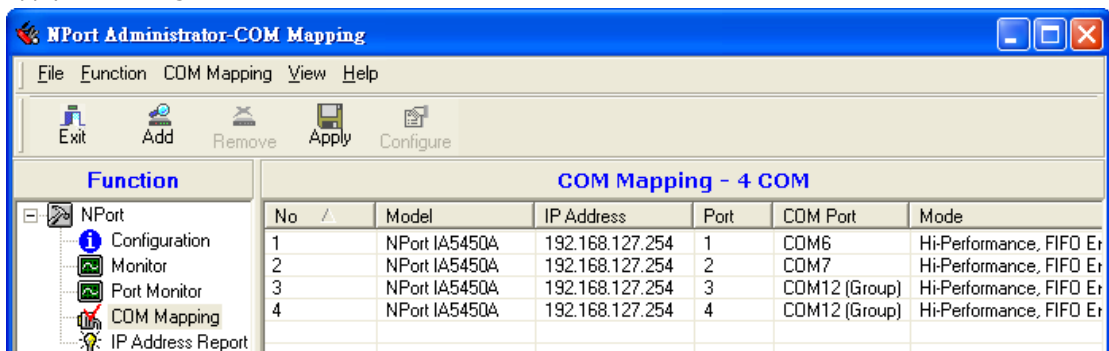 NPort Administrator-COM Mapping
File Function COM Mapping View Help
Exit Add Remove Apply Configure
Function
COM Mapping - 4 COM
NPort
Configuration
Monitor
Port Monitor
COM Mapping
IP Address Report
No Model IP Address Port COM Port Mode
1 NPort IA5450A 192.168.127.254 1 COM6 Hi-Performance, FIFO Er
2 NPort IA5450A 192.168.127.254 2 COM7 Hi-Performance, FIFO Er
3 NPort IA5450A 192.168.127.254 3 COM12 (Group) Hi-Performance, FIFO Er
4 NPort IA5450A 192.168.127.254 4 COM12 (Group) Hi-Performance, FIFO Er